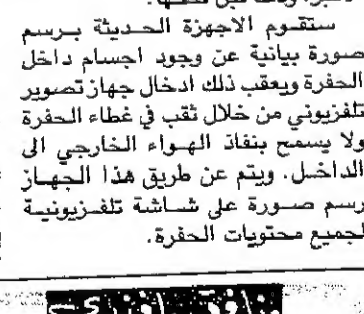 ستقوم الاجهزة الحديثة برسم
صورة بيانية عن وجود اجسام داخل
الحفرة ويعقب ذلك ادخال جهاز تصوير
تلفزيوني من خلال ثقب في غطاء الحفرة
ولا يسمح بنفاذ الهواء الخارجي الى
الداخل. ويتم عن طريق هذا الجهاز
رسم صورة على شاشة تلفزيونية
لجميع محتويات الحفرة.